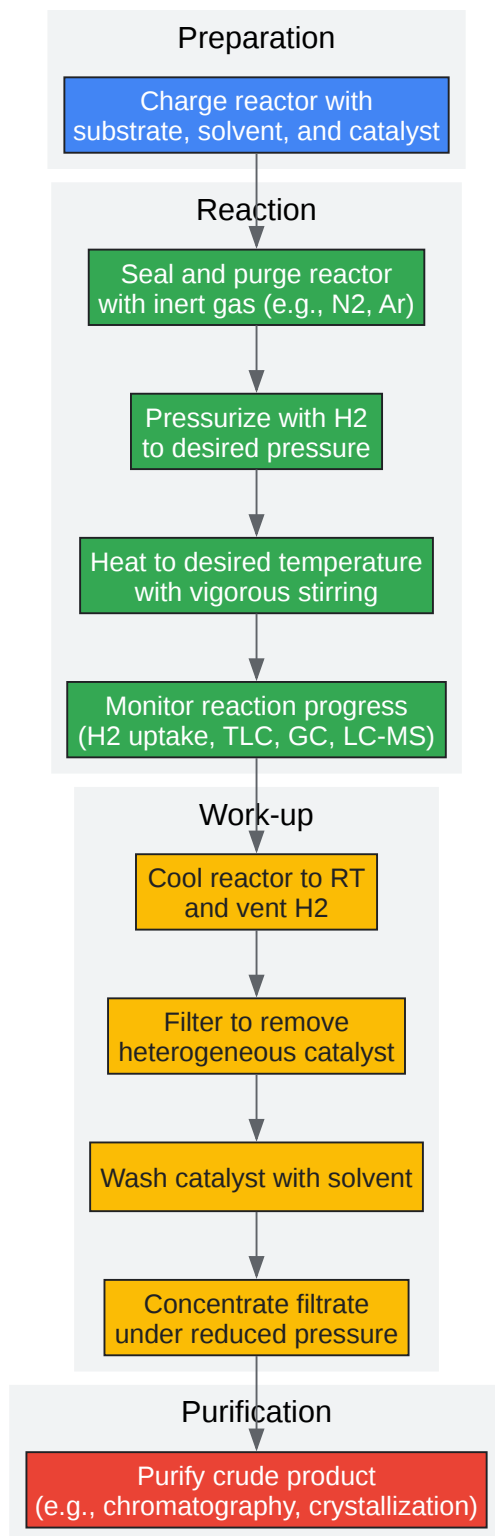 Preparation
Charge reactor with
substrate, solvent, and catalyst
Reaction
Seal and purge reactor
with inert gas (e.g., N2, Ar)
Pressurize with H2
to desired pressure
Heat to desired temperature
with vigorous stirring
Monitor reaction progress
(H2 uptake, TLC, GC, LC-MS)
Work-up
Cool reactor to RT
and vent H2
Filter to remove
heterogeneous catalyst
Wash catalyst with solvent
Concentrate filtrate
under reduced pressure
Purification
Purify crude product
(e.g., chromatography, crystallization)